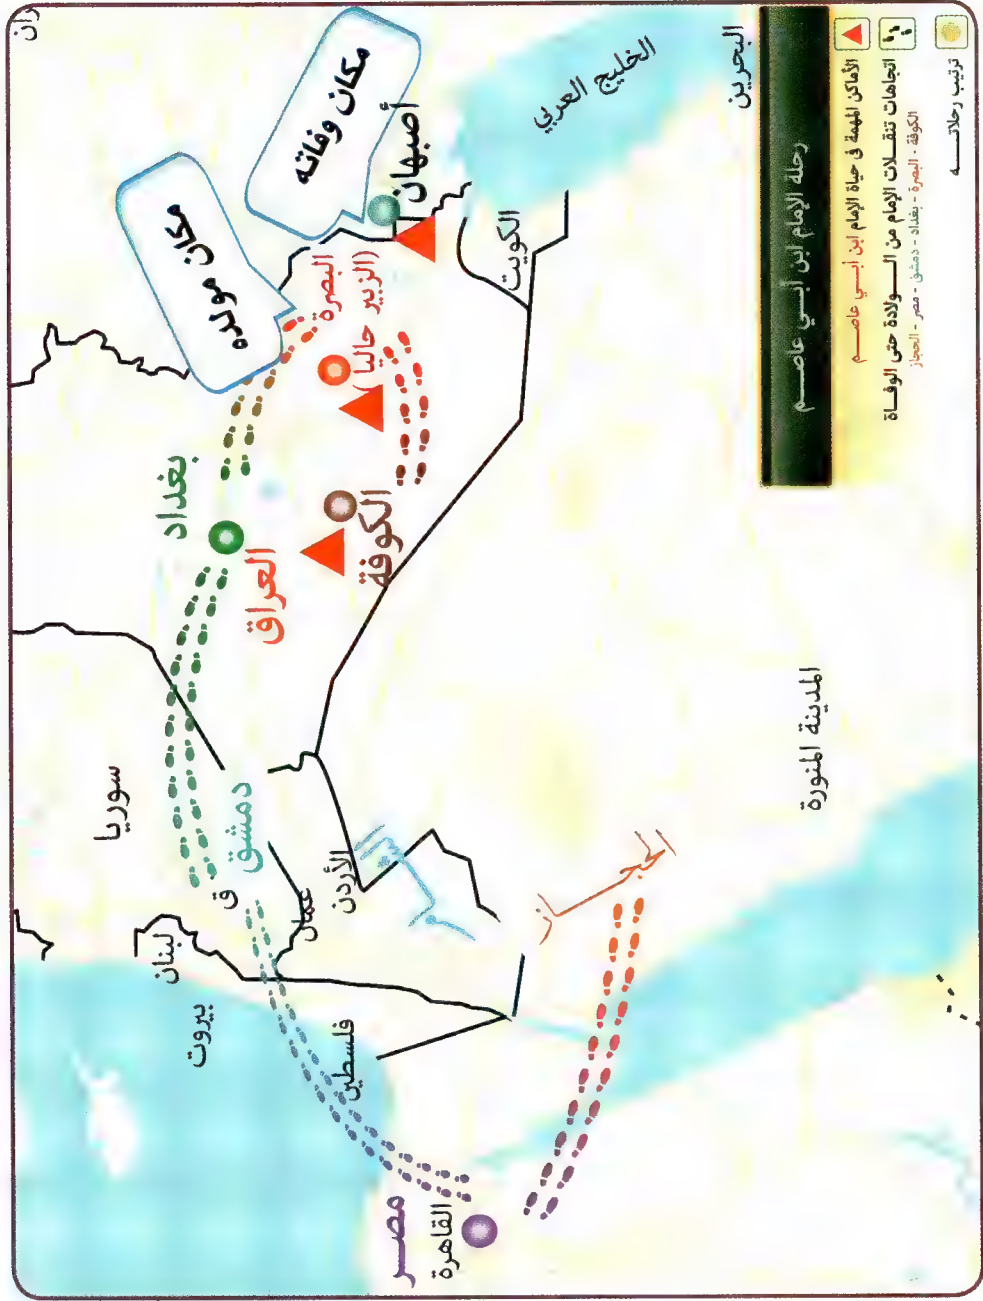 رحلة الإمام ابن أبي عاصم
الأماكن المهمة في حياة الإمام ابن أبي عاصم
اتجاهات تنقلات الإمام من الولادة حتى الوفاة
الكوفة - البصرة - بغداد - دمشق - مصر - الحجاز
ترتيب رحلاته
مكان مولده
مكان وفاته
أصبهان
البصرة
(الزبير حاليا)
بغداد
العراق
الكوفة
الكويت
الخليج العربي
البحرين
سوريا
دمشق
ق
لبنان
بيروت
عمان
الأردن
فلسطين
مصر
القاهرة
الحجاز
المدينة المنورة